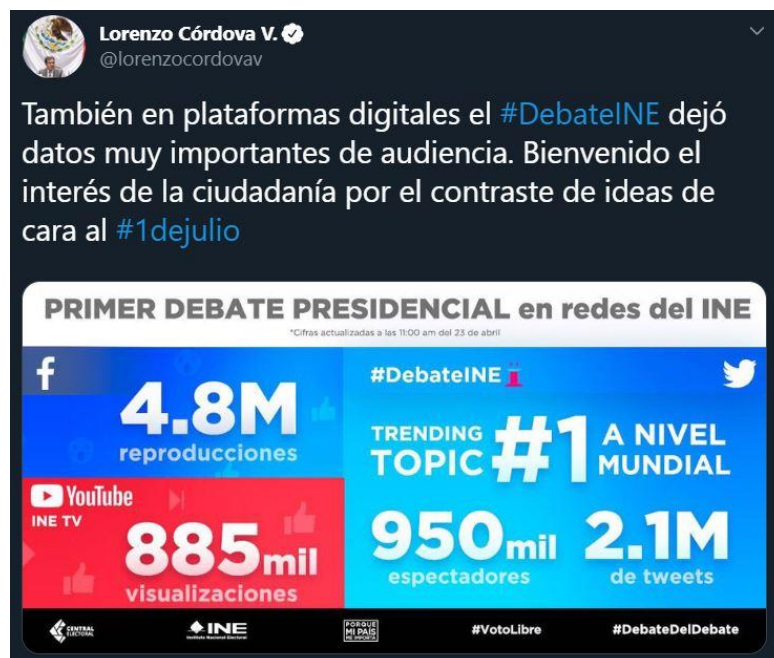 Lorenzo Córdova V.
@lorenzocordovav
También en plataformas digitales el #DebateINE dejó
datos muy importantes de audiencia. Bienvenido el
interés de la ciudadanía por el contraste de ideas de
cara al #1dejulio
PRIMER DEBATE PRESIDENCIAL en redes del INE
*Cifras actualizadas a las 11:00 am del 23 de abril
4.8M
reproducciones
YouTube
INE TV
885mil
visualizaciones
#DebateINE
TRENDING
TOPIC
#1
A NIVEL
MUNDIAL
950mil
espectadores
2.1M
de tweets
CENTRAL
ELECTORAL
INE
Instituto Nacional Electoral
PORQUE
MI PAÍS
ME IMPORTA
#VotoLibre
#DebateDelDebate